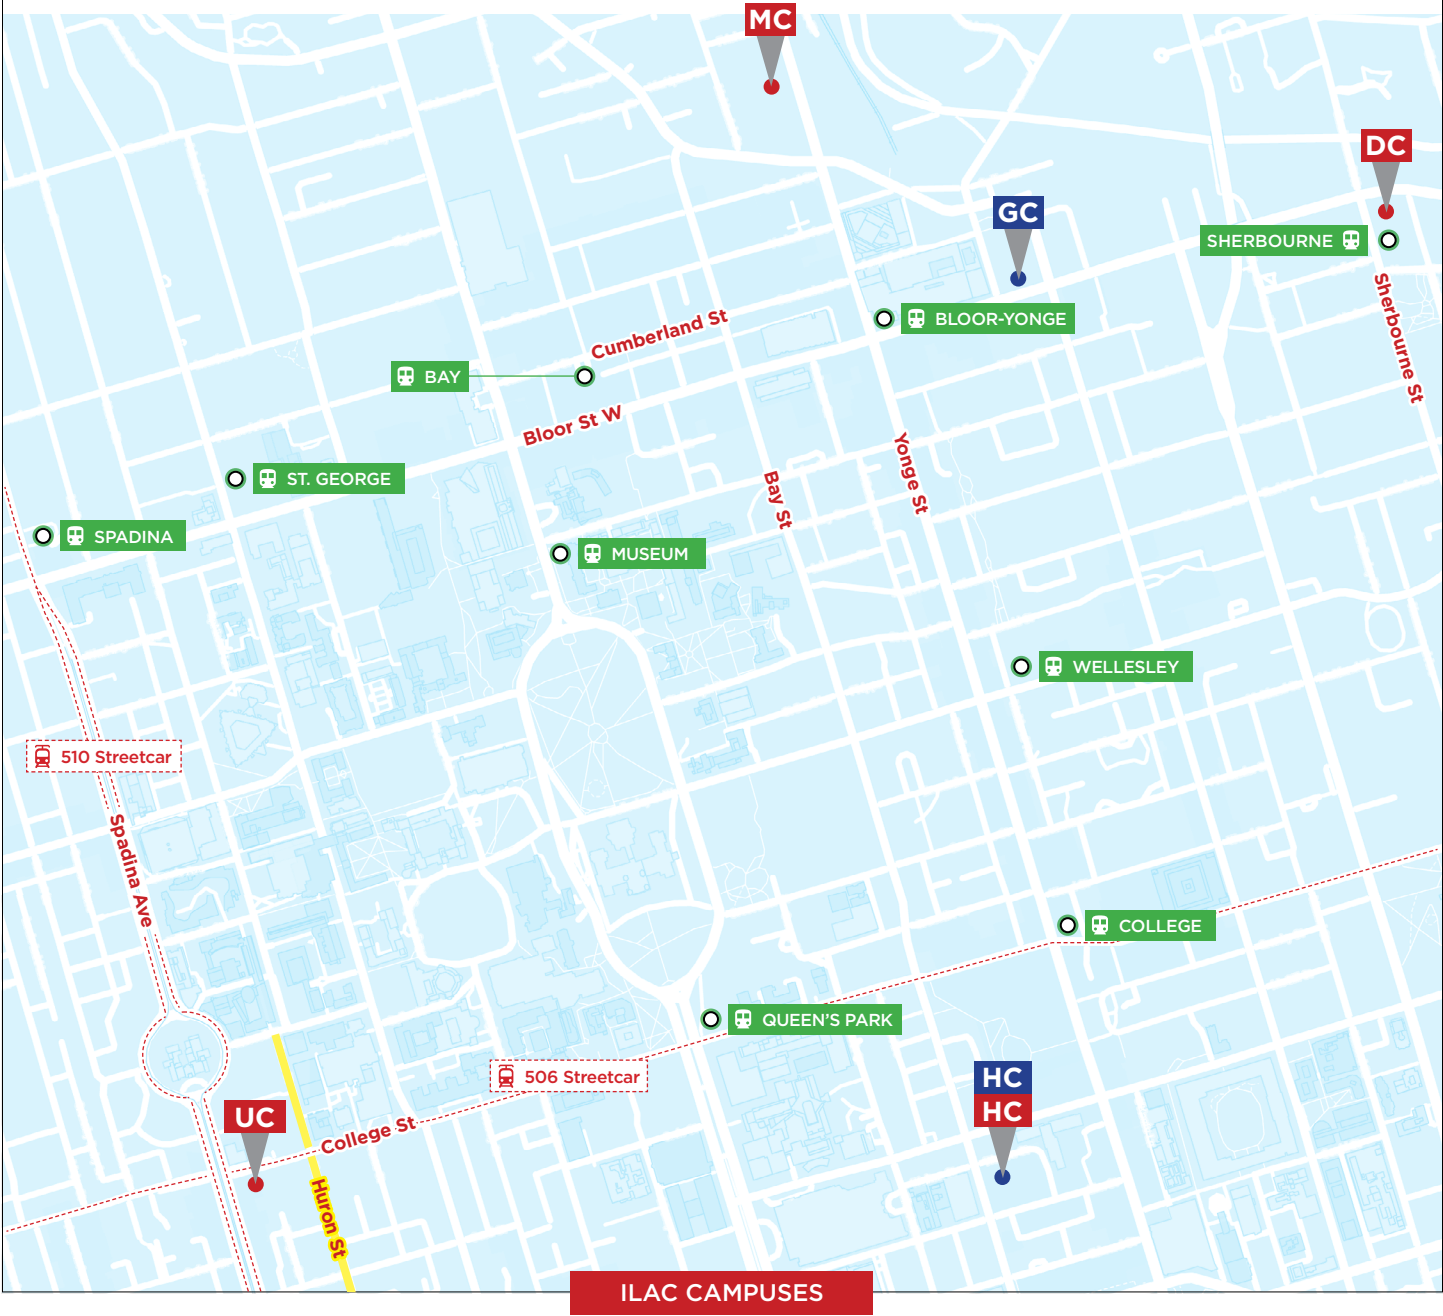 MC
DC
GC
SHERBOURNE
BLOOR-YONGE
Sherbourne St
Cumberland St
BAY
Bloor St W
Yonge St
ST. GEORGE
Bay St
SPADINA
MUSEUM
WELLESLEY
510 Streetcar
Spadina Ave
COLLEGE
QUEEN'S PARK
506 Streetcar
HC
HC
UC
College St
Huron St
ILAC CAMPUSES